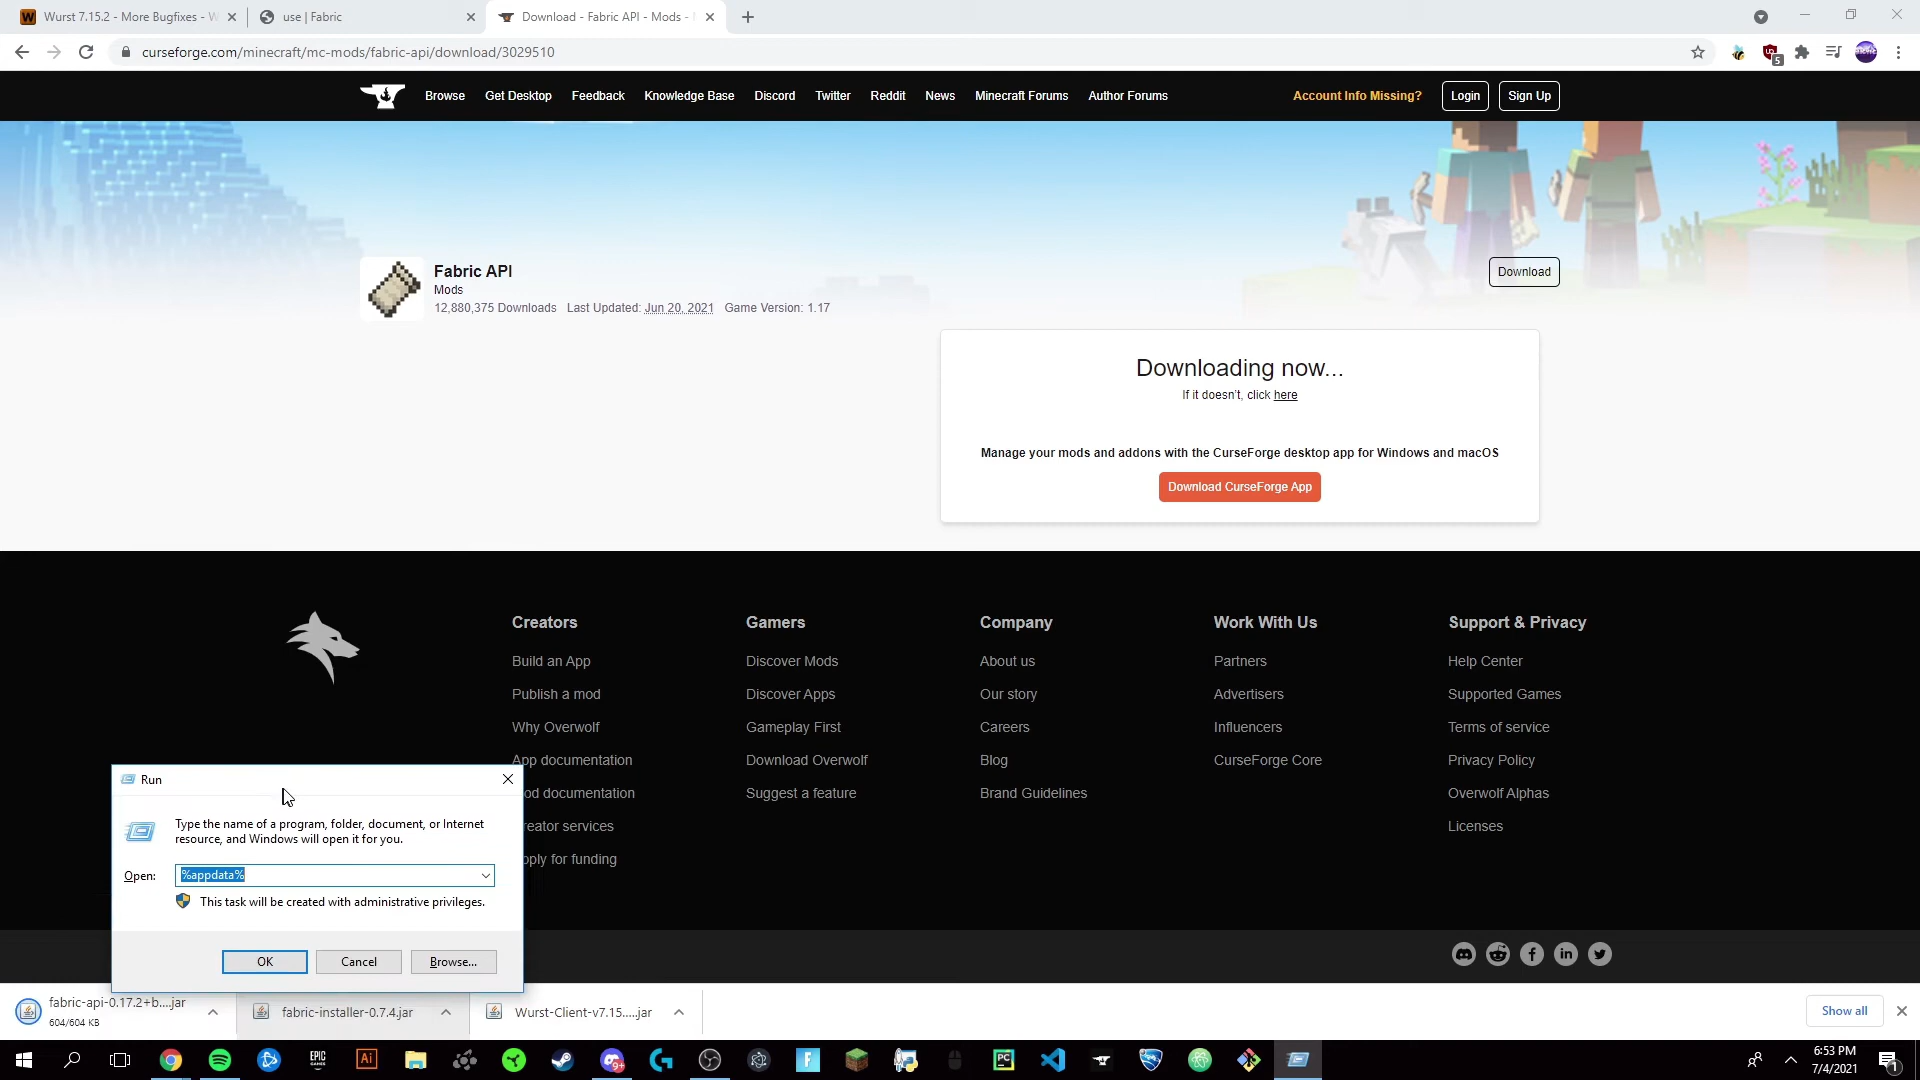 Wurst 7.15.2 - More Bugfixes - W
use | Fabric
Download - Fabric API - Mods -
curseforge.com/minecraft/mc-mods/fabric-api/download/3029510
5
Browse Get Desktop Feedback Knowledge Base Discord Twitter Reddit News Minecraft Forums Author Forums Account Info Missing? Login Sign Up
Fabric API
Mods
12,880,375 Downloads Last Updated: Jun 20, 2021 Game Version: 1.17
Download
Downloading now...
If it doesn't, click here
Manage your mods and addons with the CurseForge desktop app for Windows and macOS
Download CurseForge App
Creators
Build an App
Publish a mod
Why Overwolf
App documentation
od documentation
reator services
pply for funding
Gamers
Discover Mods
Discover Apps
Gameplay First
Download Overwolf
Suggest a feature
Company
About us
Our story
Careers
Blog
Brand Guidelines
Work With Us
Partners
Advertisers
Influencers
CurseForge Core
Support & Privacy
Help Center
Supported Games
Terms of service
Privacy Policy
Overwolf Alphas
Licenses
Run
Type the name of a program, folder, document, or Internet
resource, and Windows will open it for you.
Open: %appdata%
This task will be created with administrative privileges.
OK Cancel Browse...
fabric-api-0.17.2+b....jar
604/604 KB
fabric-installer-0.7.4.jar
Wurst-Client-v7.15.....jar
Show all
EPIC
GAMES
Ai
9+
F
PC
6:53 PM
7/4/2021
1